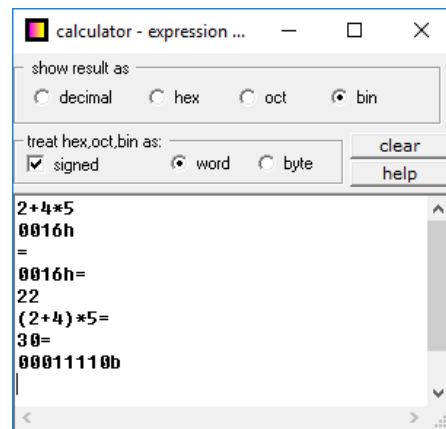 calculator - expression ...
show result as
decimal hex oct bin
treat hex,oct,bin as:
signed word byte
clear
help
2+4*5
0016h
=
0016h=
22
(2+4)*5=
30=
00011110b